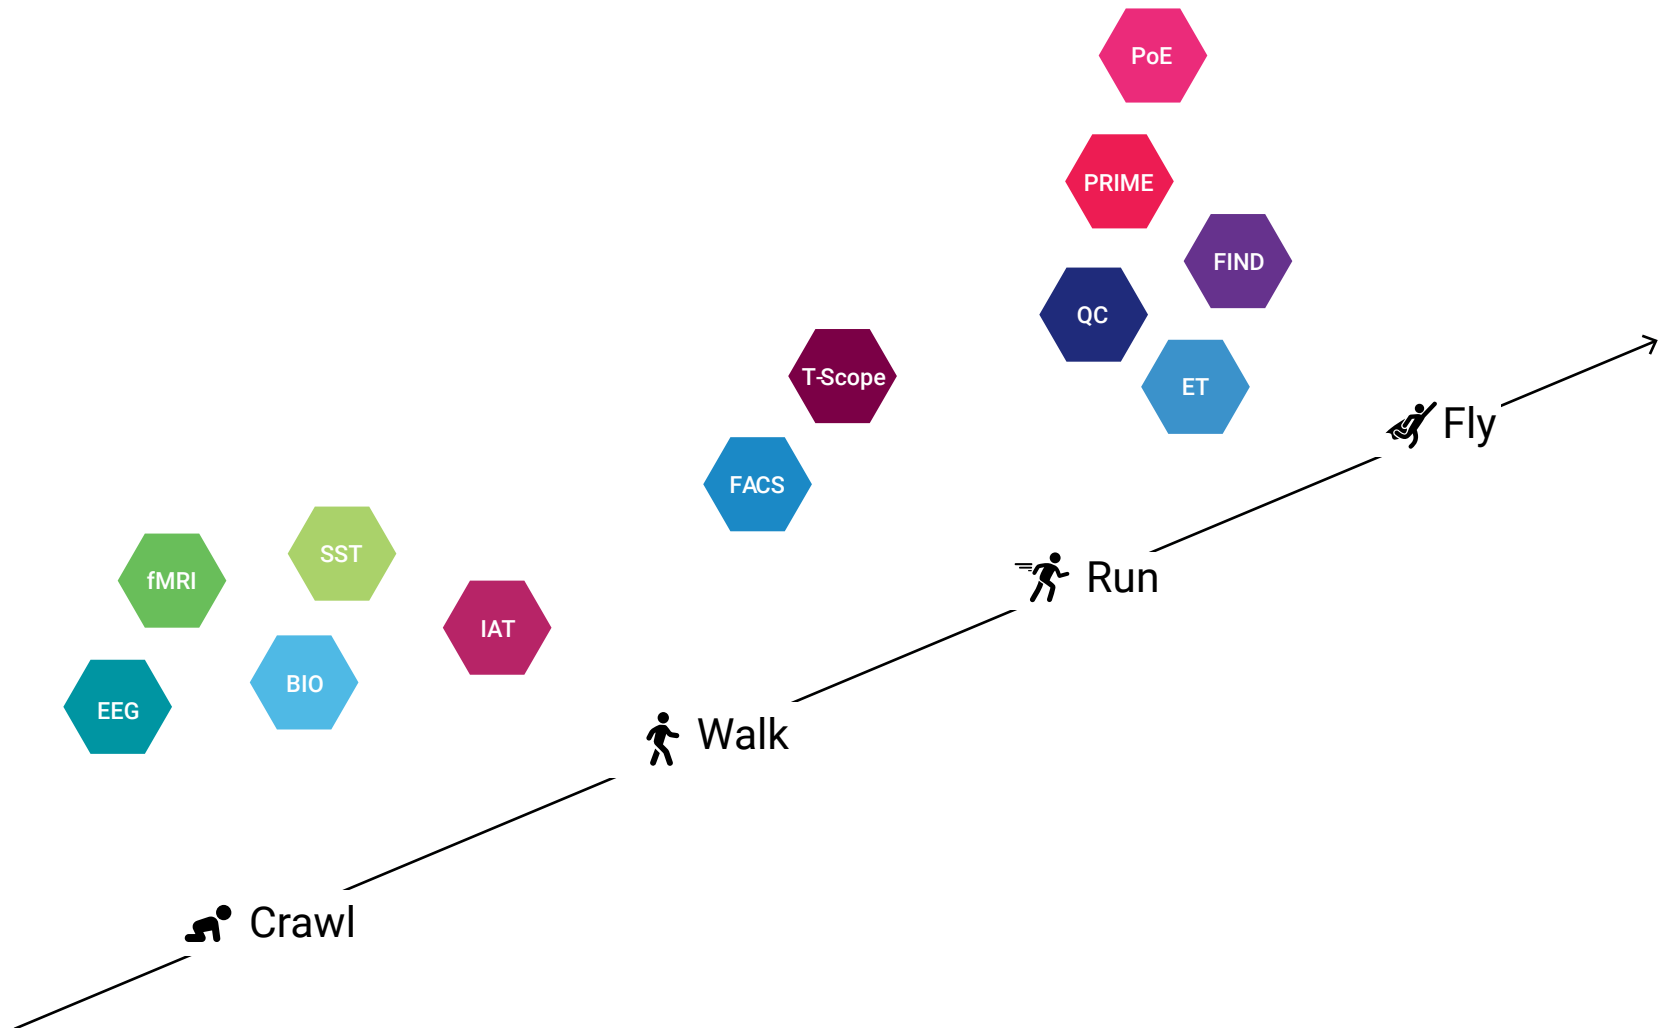 PoE
PRIME
FIND
QC
ET
T-Scope
FACS
Fly
SST
fMRI
Run
IAT
BIO
EEG
Walk
Crawl